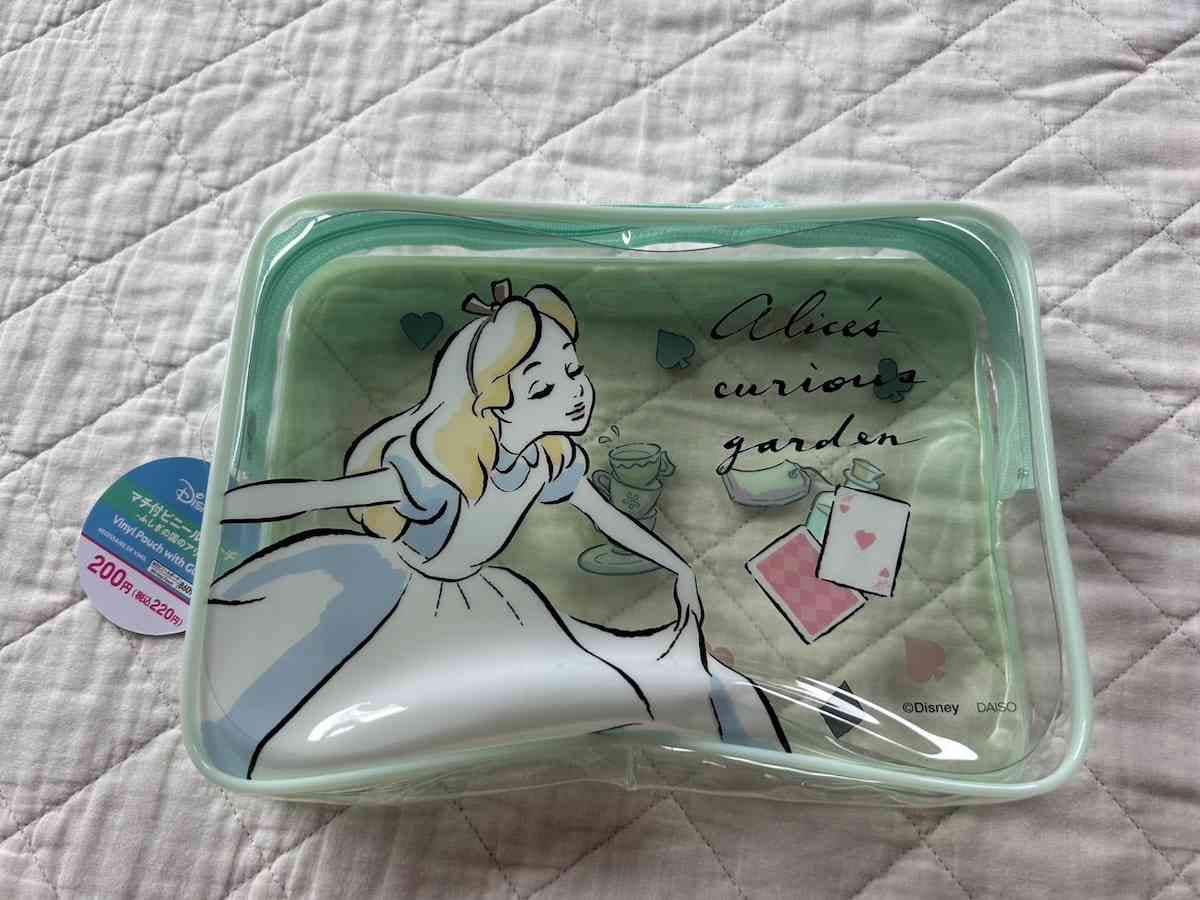 Alice's
curious
garden
©Disney DAISO
マチ付ビニール
Vinyl Pouch with
200円(税込220円)